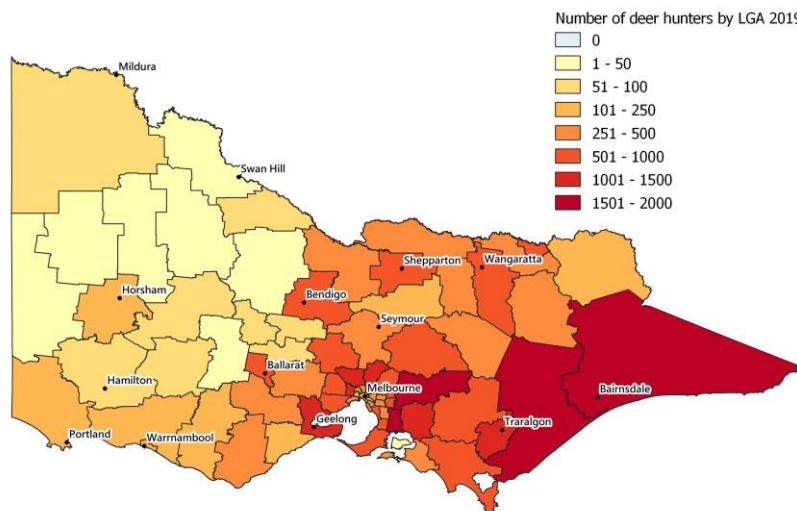 Number of deer hunters by LGA 2019
0
1 - 50
51 - 100
101 - 250
251 - 500
501 - 1000
1001 - 1500
1501 - 2000
Mildura
Swan Hill
Shepparton
Wangaratta
Horsham
Bendigo
Seymour
Ballarat
Hamilton
Melbourne
Bairnsdale
Geelong
Traralgon
Portland
Warrnambool